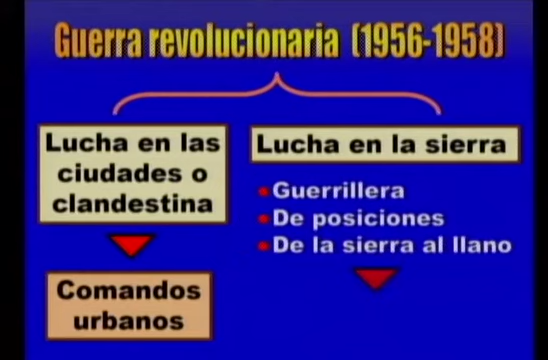 Guerra revolucionaria (1956-1958)
Lucha en las
ciudades o
clandestina
Comandos
urbanos
Lucha en la sierra
Guerrillera
De posiciones
De la sierra al llano